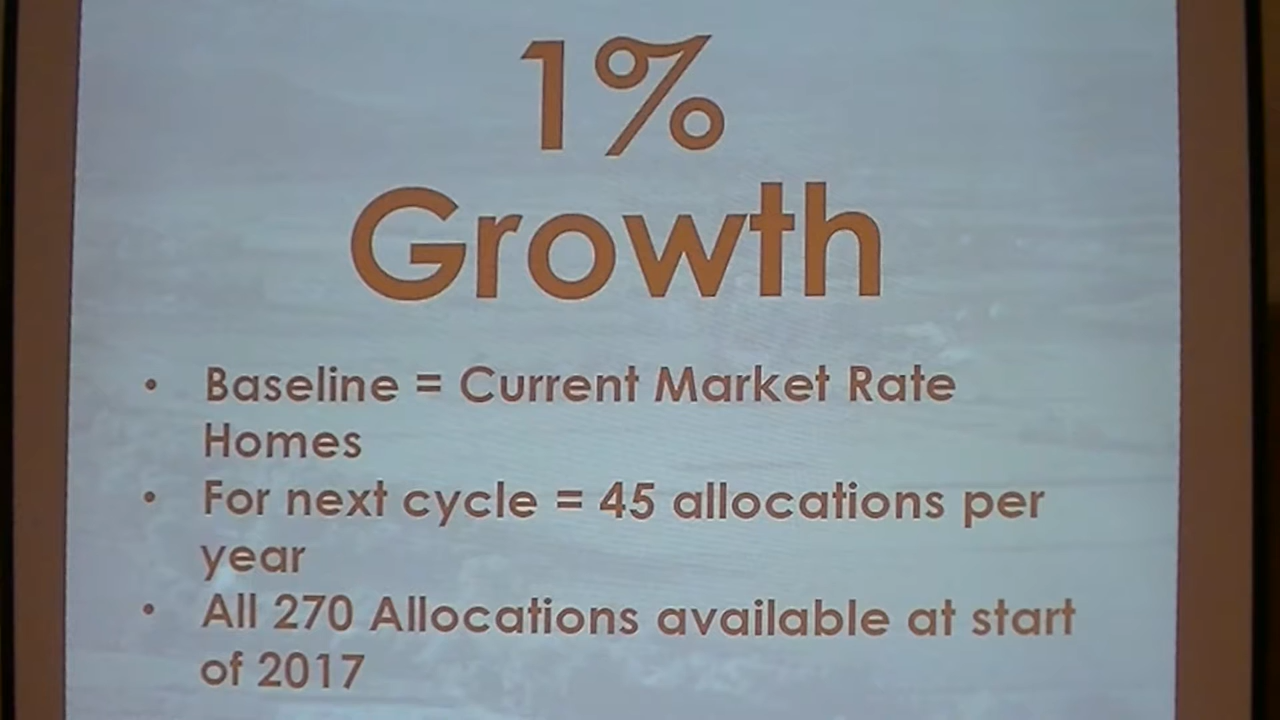 1%
Growth
• Baseline = Current Market Rate
Homes
• For next cycle = 45 allocations per
year
• All 270 Allocations available at start
of 2017